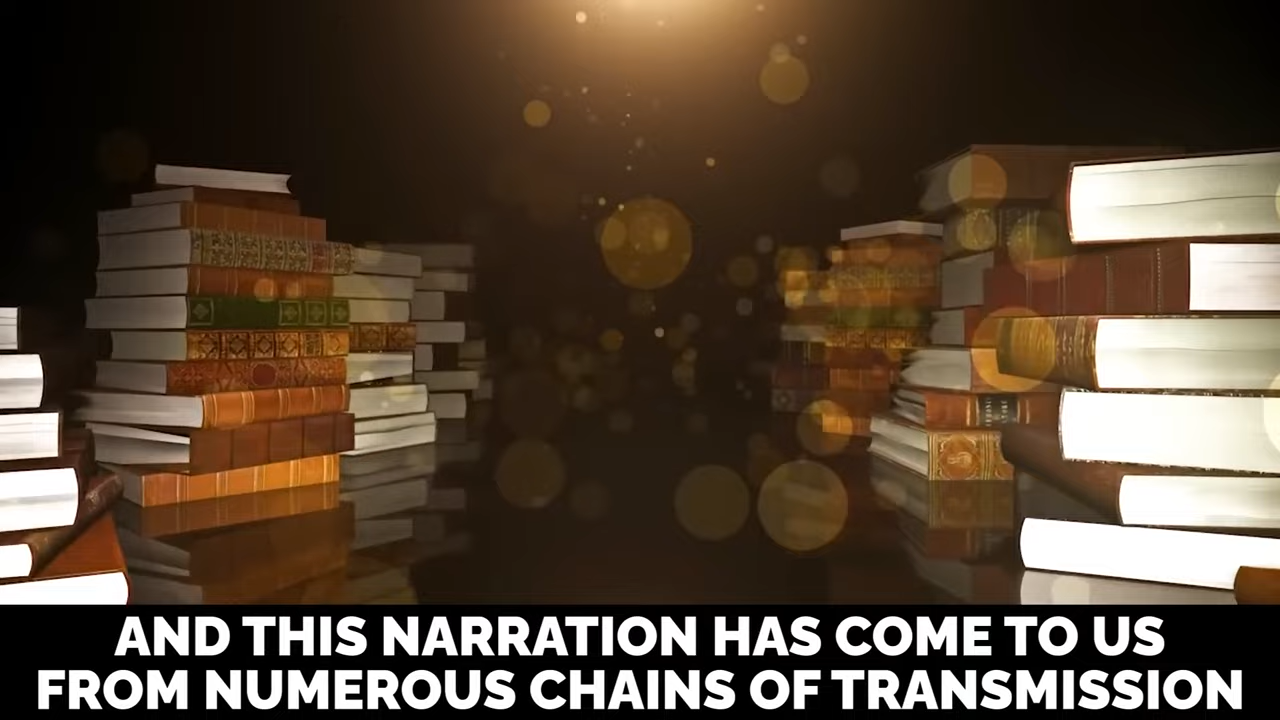 AND THIS NARRATION HAS COME TO US
FROM NUMEROUS CHAINS OF TRANSMISSION